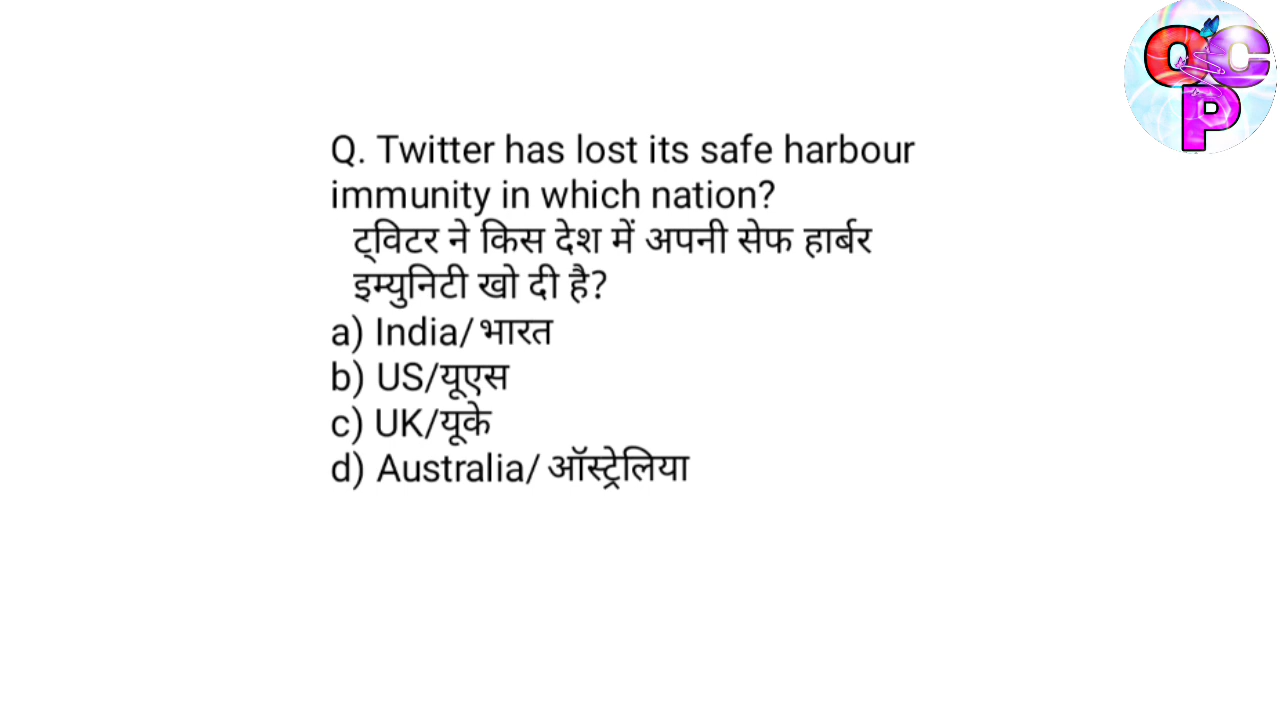 QC
P
Q. Twitter has lost its safe harbour
immunity in which nation?
ट्विटर ने किस देश में अपनी सेफ हार्बर
इम्युनिटी खो दी है?
a) India/ भारत
b) US/यूएस
c) UK/यूके
d) Australia/ ऑस्ट्रेलिया